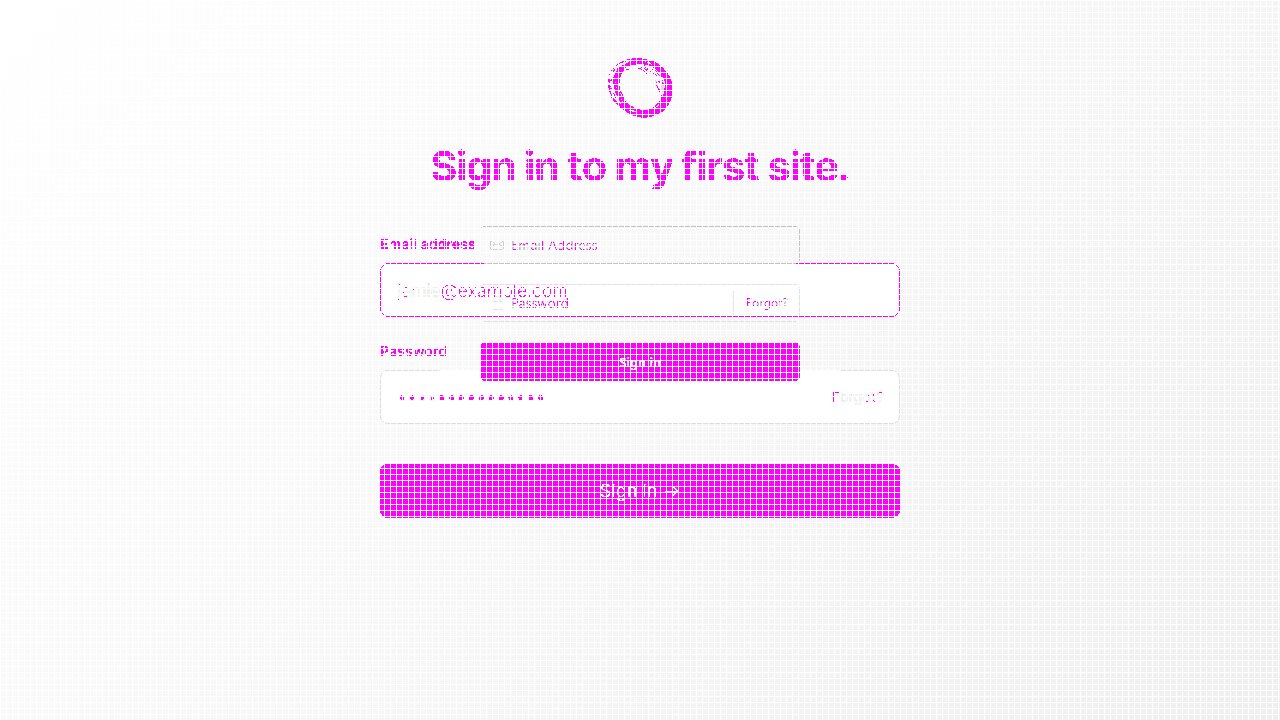 Sign in to my first site.
Email address
Email Address
jamie@example.com
Password
Forgot?
Sign in
Password
Forgot?
Sign in →